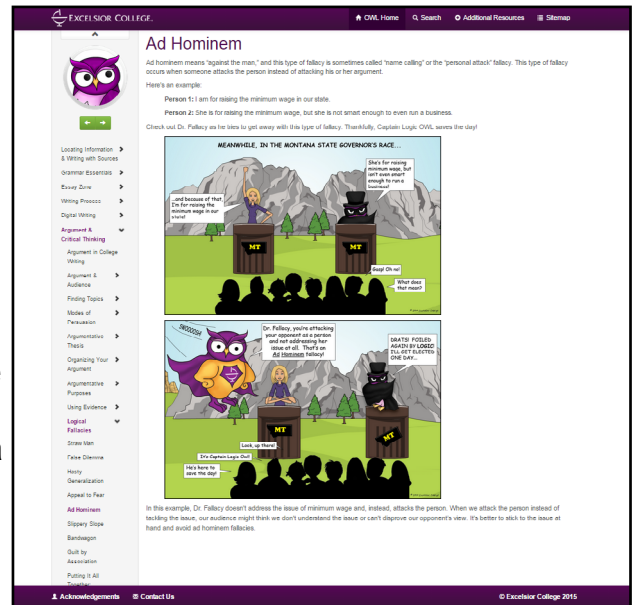 EXCELSIOR COLLEGE.
OWL Home
Search
Additional Resources
Sitemap
Locating Information
& Writing with Sources
Grammar Essentials
Essay Zone
Writing Process
Digital Writing
Argument &
Critical Thinking
Argument in College
Writing
Argument &
Audience
Finding Topics
Modes of
Persuasion
Argumentative
Thesis
Organizing Your
Argument
Argumentative
Purposes
Using Evidence
Logical
Fallacies
Straw Man
False Dilemma
Hasty
Generalization
Appeal to Fear
Ad Hominem
Slippery Slope
Bandwagon
Guilt by
Association
Putting It All
Together
Ad Hominem
Ad hominem means "against the man," and this type of fallacy is sometimes called "name calling" or the "personal attack" fallacy. This type of fallacy
occurs when someone attacks the person instead of attacking his or her argument.
Here's an example:
Person 1: I am for raising the minimum wage in our state.
Person 2: She is for raising the minimum wage, but she is not smart enough to even run a business.
Check out Dr. Fallacy as he tries to get away with this type of fallacy. Thankfully, Captain Logic OWL saves the day!
MEANWHILE, IN THE MONTANA STATE GOVERNOR'S RACE...
...and because of that,
I'm for raising the
minimum wage in our
state!
She's for raising
minimum wage, but
isn't even smart
enough to run a
business!
MT
MT
Gasp! Oh no!
What does
that mean?
SWOOOSH
Dr. Fallacy, you're attacking
your opponent as a person
and not addressing her
issue at all. That's an
Ad Hominem fallacy!
DRATS! FOILED
AGAIN BY LOGIC!
I'LL GET ELECTED
ONE DAY...
MT
MT
Look, up there!
It's Captain Logic Owl!
He's here to
save the day!
In this example, Dr. Fallacy doesn't address the issue of minimum wage and, instead, attacks the person. When we attack the person instead of
tackling the issue, our audience might think we don't understand the issue or can't disprove our opponent's view. It's better to stick to the issue at
hand and avoid ad hominem fallacies.
Acknowledgements
Contact Us
© Excelsior College 2015